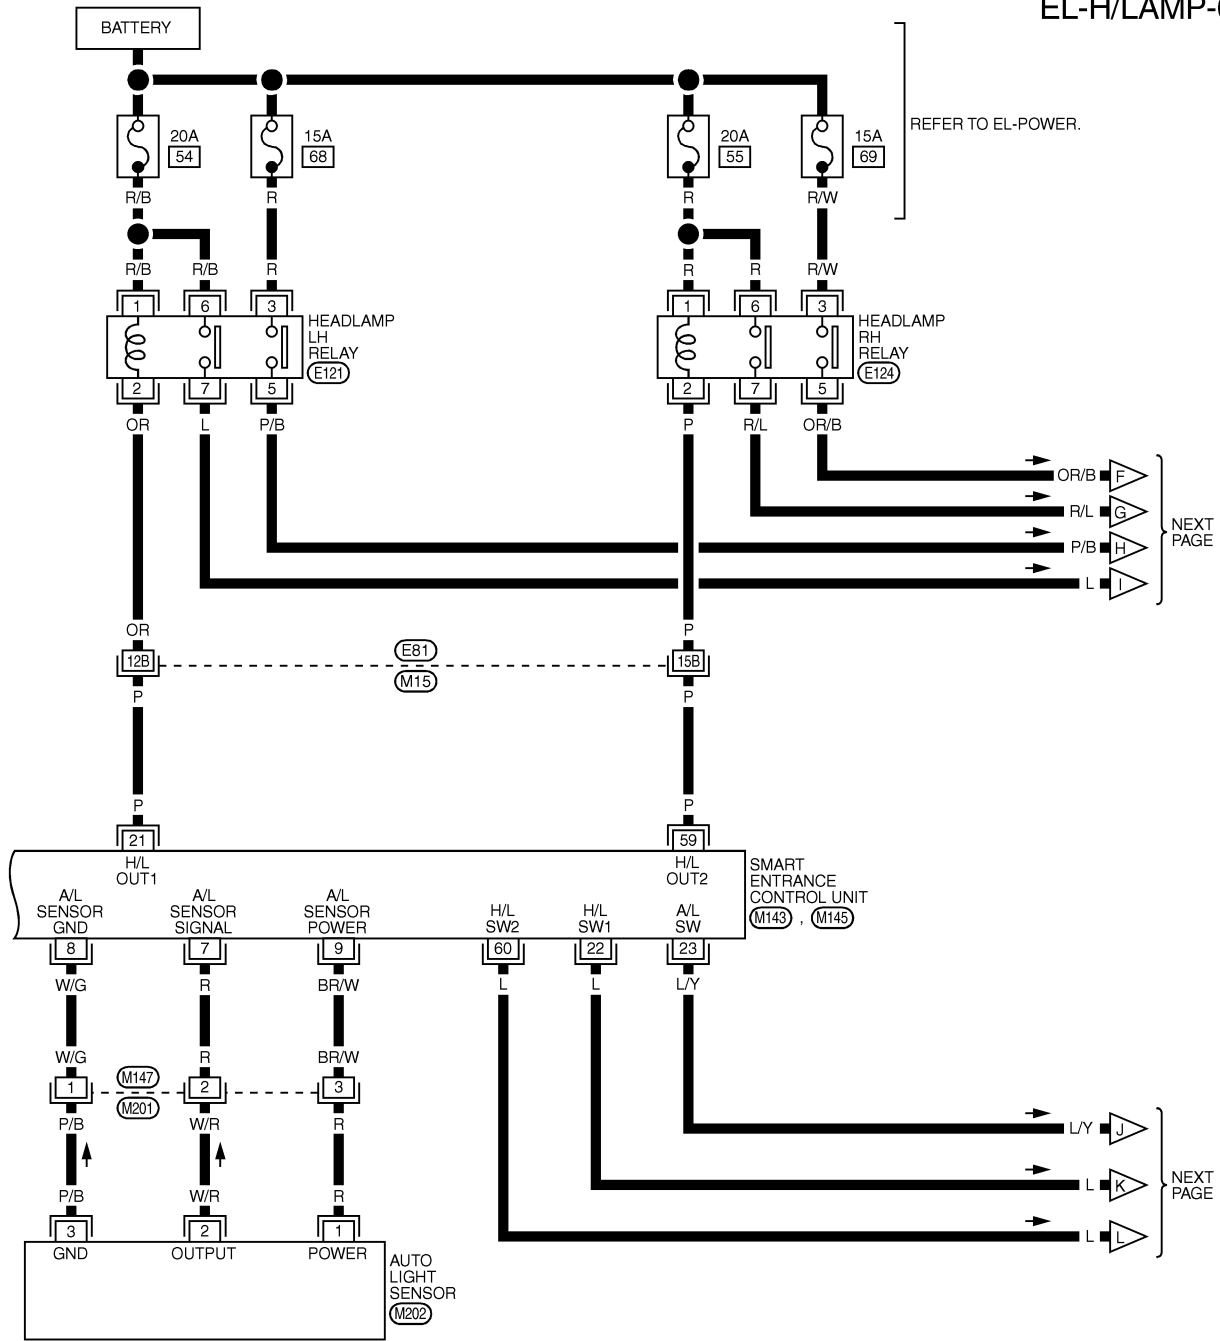 EL-H/LAMP-
BATTERY
20A
54
15A
68
20A
55
15A
69
REFER TO EL-POWER.
R/B
R
R
R/W
R/B
R/B
R
R
R
R/W
1
6
3
1
6
3
HEADLAMP
LH
RELAY
E121
HEADLAMP
RH
RELAY
E124
2
7
5
2
7
5
OR
L
P/B
P
R/L
OR/B
OR/B
F
R/L
G
P/B
H
L
I
NEXT
PAGE
OR
P
12B
E81
M15
15B
P
P
P
P
21
59
H/L
OUT1
H/L
OUT2
SMART
ENTRANCE
CONTROL UNIT
M143 , M145
A/L
SENSOR
GND
A/L
SENSOR
SIGNAL
A/L
SENSOR
POWER
H/L
SW2
H/L
SW1
A/L
SW
8
7
9
60
22
23
W/G
R
BR/W
L
L
L/Y
W/G
R
BR/W
1
M147
M201
2
3
P/B
W/R
R
L/Y
J
L
K
L
L
NEXT
PAGE
P/B
W/R
R
3
2
1
GND
OUTPUT
POWER
AUTO
LIGHT
SENSOR
M202